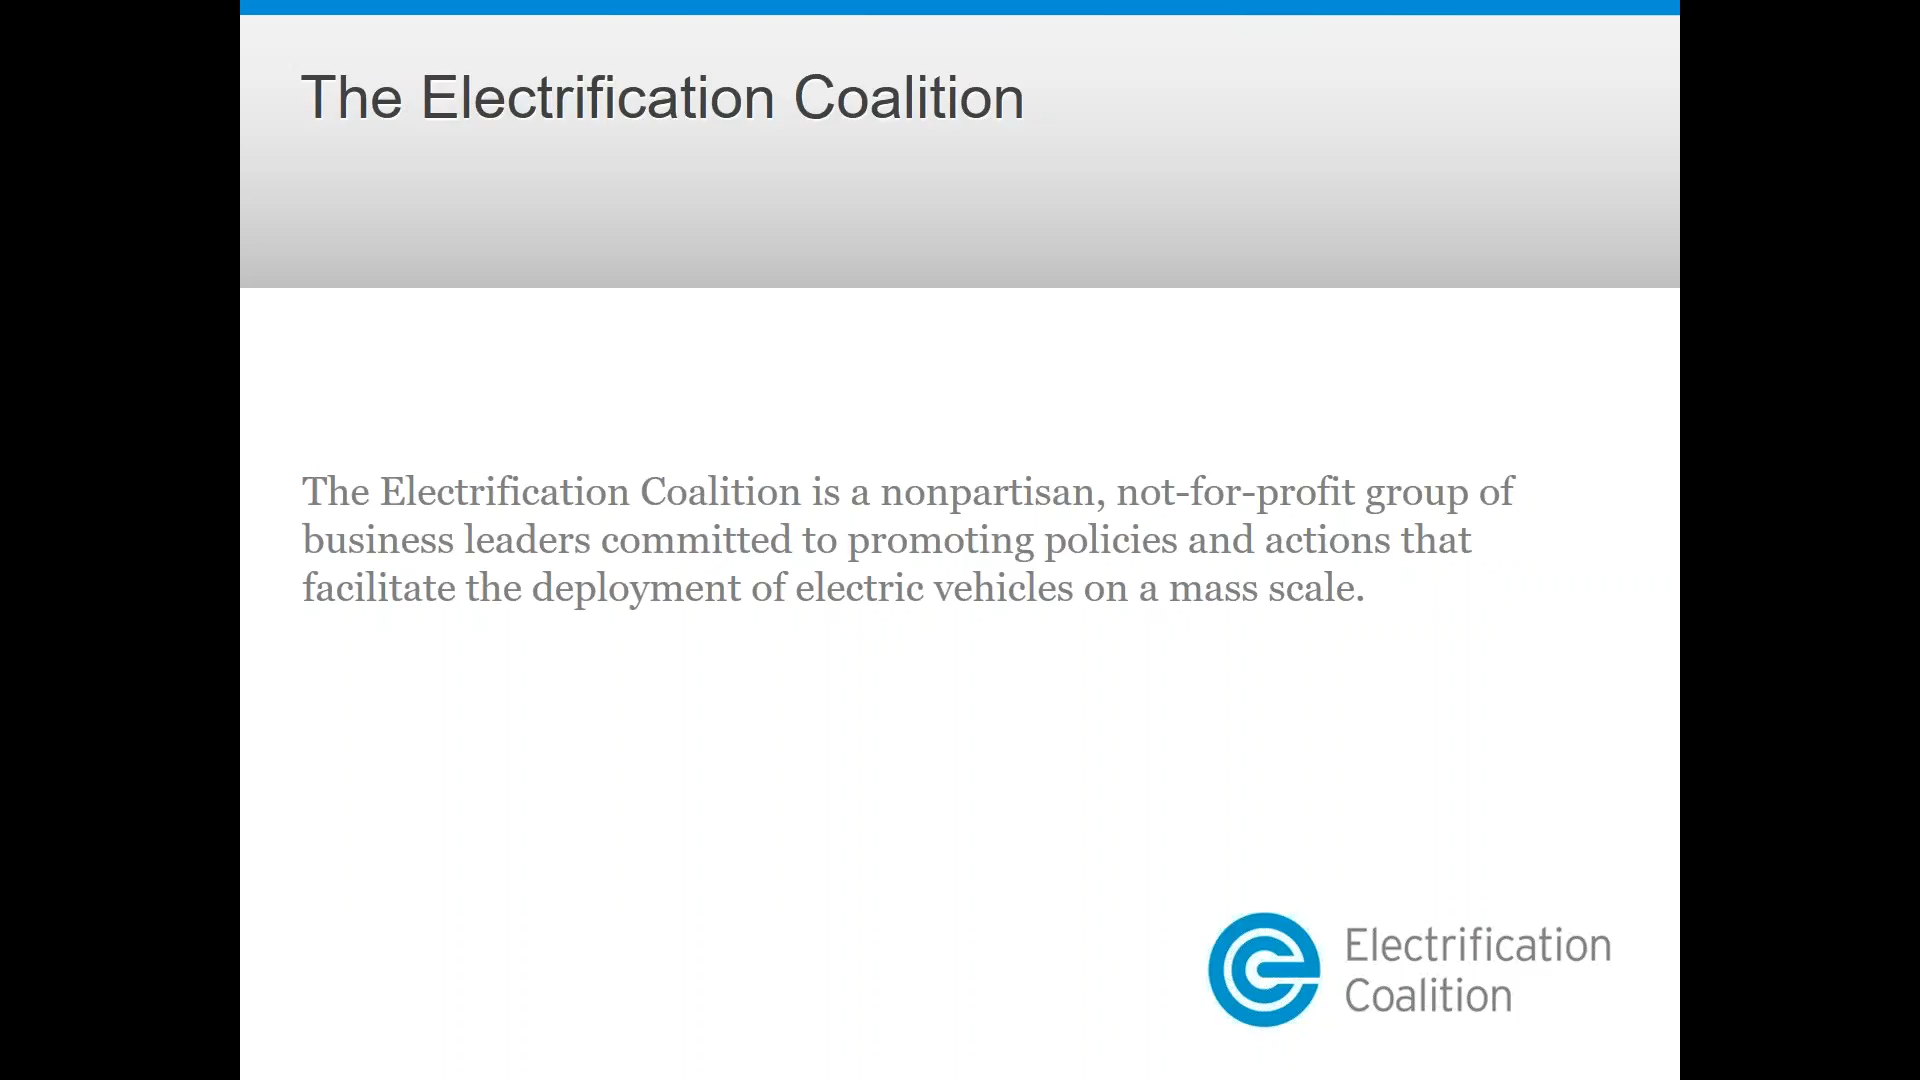 The Electrification Coalition
The Electrification Coalition is a nonpartisan, not-for-profit group of
business leaders committed to promoting policies and actions that
facilitate the deployment of electric vehicles on a mass scale.
Electrification
Coalition